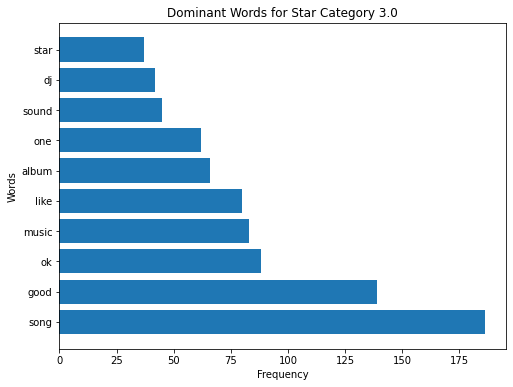 Dominant Words for Star Category 3.0
star
dj
sound
one
album
like
music
ok
good
song
Words
0 25 50 75 100 125 150 175
Frequency